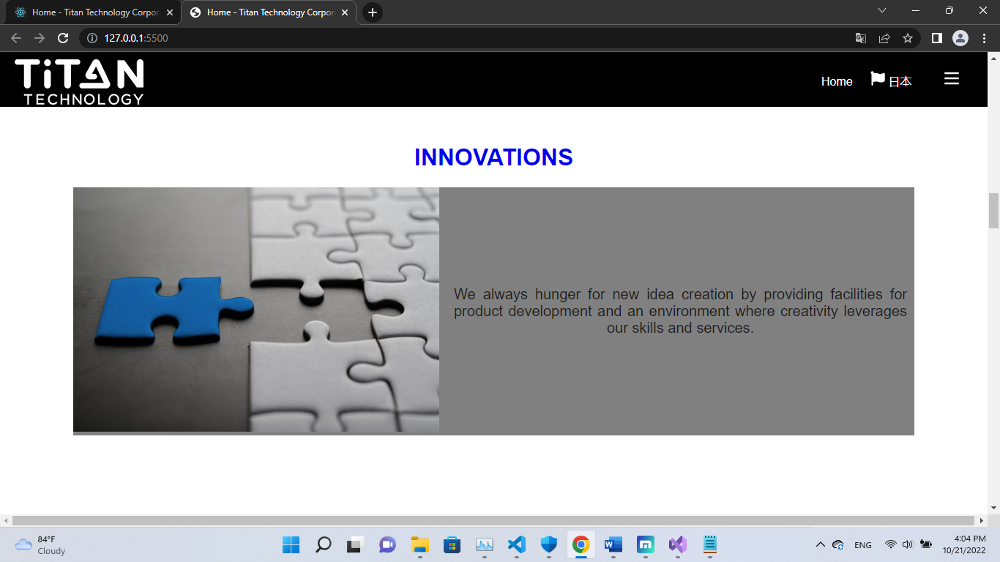 Home - Titan Technology Corpor
Home - Titan Technology Corpor
127.0.0.1:5500
TiTAN
TECHNOLOGY
Home
日本
INNOVATIONS
We always hunger for new idea creation by providing facilities for
product development and an environment where creativity leverages
our skills and services.
84°F
Cloudy
ENG
4:04 PM
10/21/2022